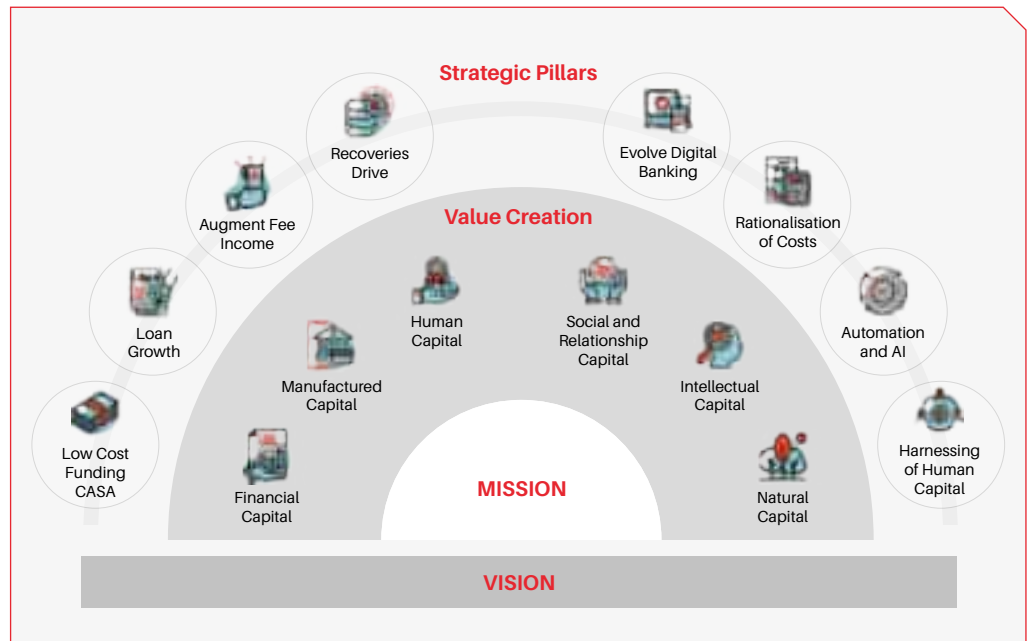 Strategic Pillars
Recoveries
Drive
Evolve Digital
Banking
Augment Fee
Income
Rationalisation
of Costs
Loan
Growth
Automation
and AI
Low Cost
Funding
CASA
Harnessing
of Human
Capital
Value Creation
Human
Capital
Social and
Relationship
Capital
Manufactured
Capital
Intellectual
Capital
Financial
Capital
Natural
Capital
MISSION
VISION